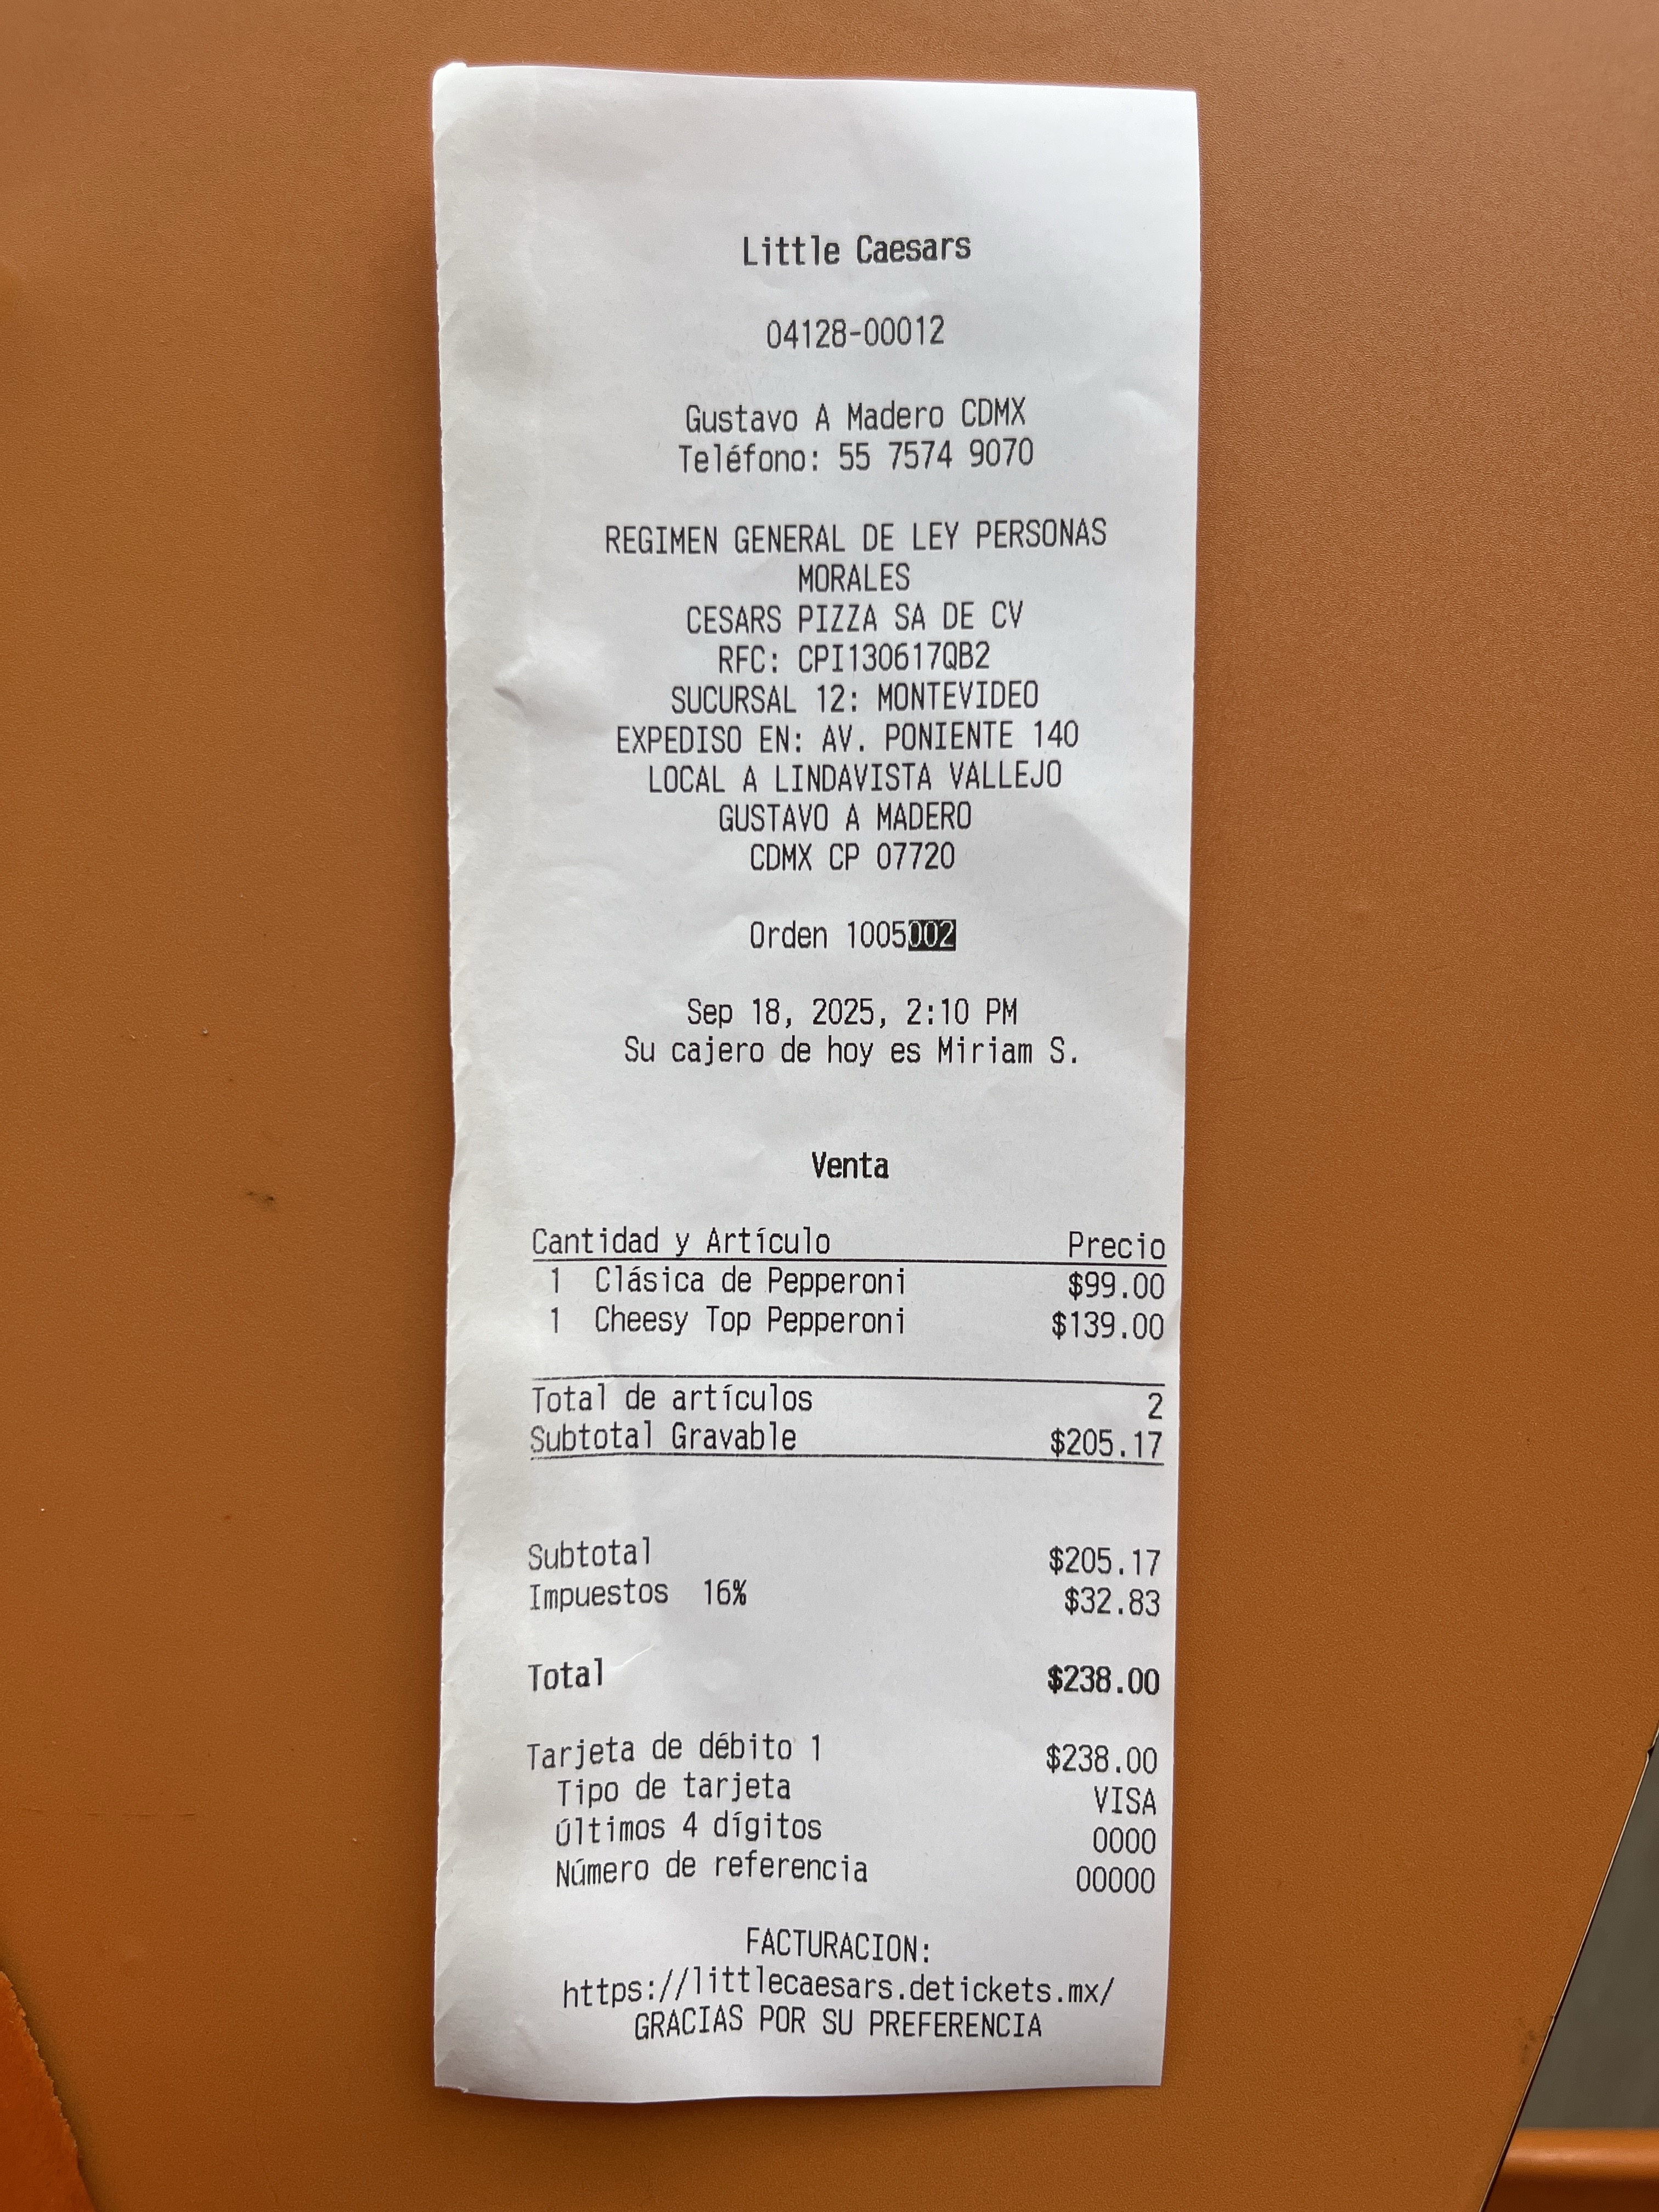 Little Caesars
04128-00012
Gustavo A Madero CDMX
Teléfono: 55 7574 9070
REGIMEN GENERAL DE LEY PERSONAS
MORALES
CESARS PIZZA SA DE CV
RFC: CPI130617QB2
SUCURSAL 12: MONTEVIDEO
EXPEDISO EN: AV. PONIENTE 140
LOCAL A LINDAVISTA VALLEJO
GUSTAVO A MADERO
CDMX CP 07720
Orden 1005002
Sep 18, 2025, 2:10 PM
Su cajero de hoy es Miriam S.
Venta
Cantidad y Artículo Precio
1 Clásica de Pepperoni $99.00
1 Cheesy Top Pepperoni $139.00
Total de artículos 2
Subtotal Gravable $205.17
Subtotal $205.17
Impuestos 16% $32.83
Total $238.00
Tarjeta de débito 1 $238.00
Tipo de tarjeta VISA
Últimos 4 dígitos 0000
Número de referencia 00000
FACTURACION:
https://littlecaesars.detickets.mx/
GRACIAS POR SU PREFERENCIA